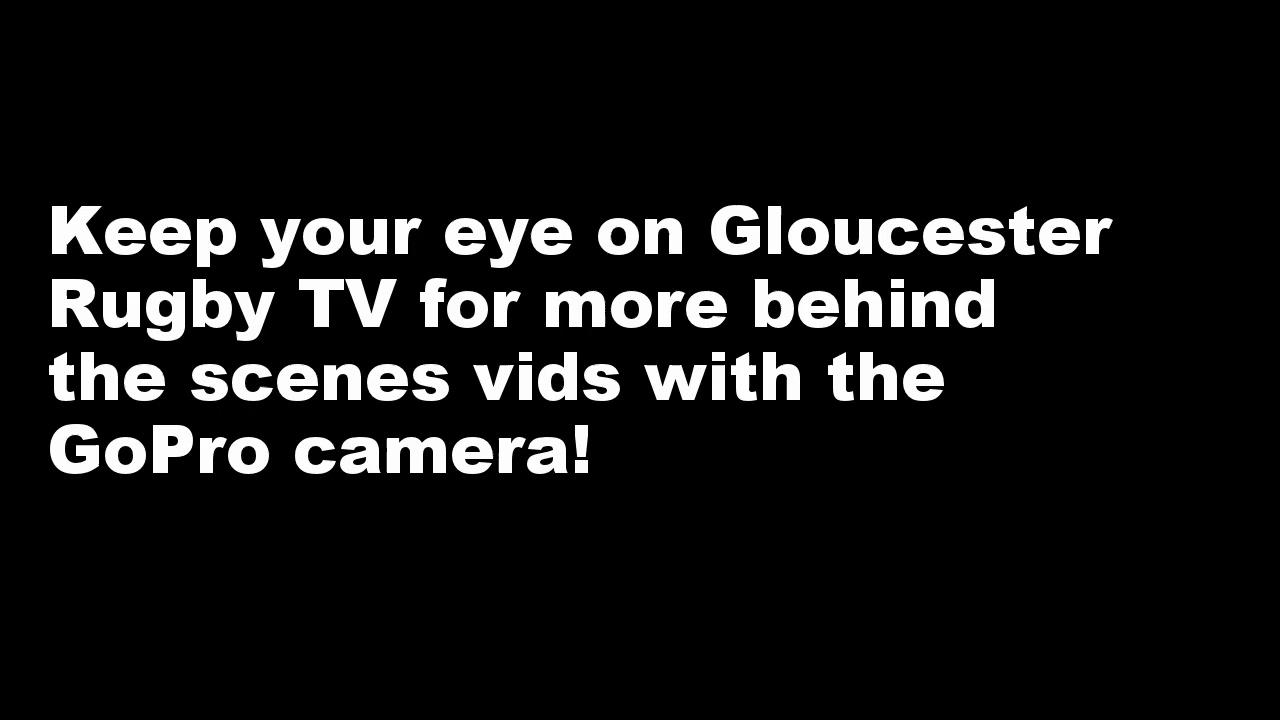 Keep your eye on Gloucester
Rugby TV for more behind
the scenes vids with the
GoPro camera!